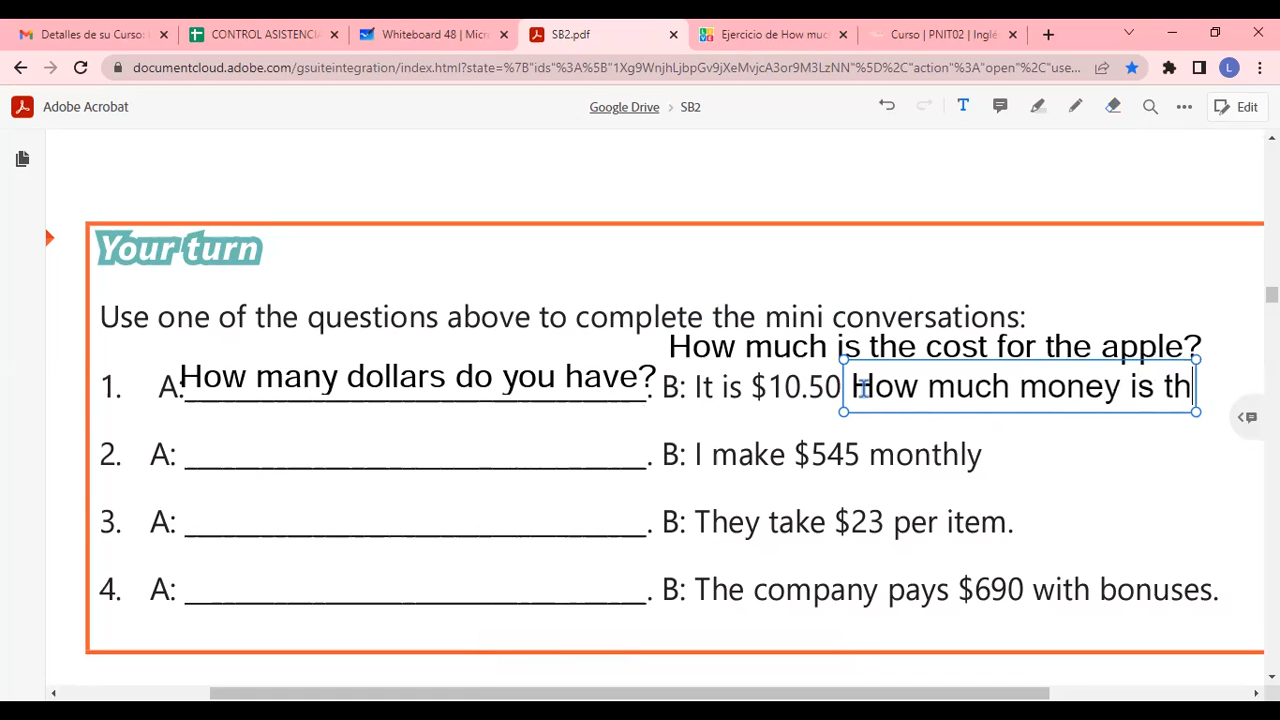 Detalles de su Curso:
CONTROL ASISTENCIA
Whiteboard 48 | Micr
SB2.pdf
Ejercicio de How muc
Curso | PNIT02 | Inglé
documentcloud.adobe.com/gsuiteintegration/index.html?state=%7B"ids"%3A%5B"1Xg9WnjhLjbpGv9jXeMvjcA3or9M3LzNN"%5D%2C"action"%3A"open"%2C"use...
L
Adobe Acrobat
Google Drive > SB2
T
Edit
Your turn
Use one of the questions above to complete the mini conversations:
How much is the cost for the apple?
1. A: How many dollars do you have? . B: It is $10.50 How much money is th
2. A: ______________________________. B: I make $545 monthly
3. A: ______________________________. B: They take $23 per item.
4. A: ______________________________. B: The company pays $690 with bonuses.